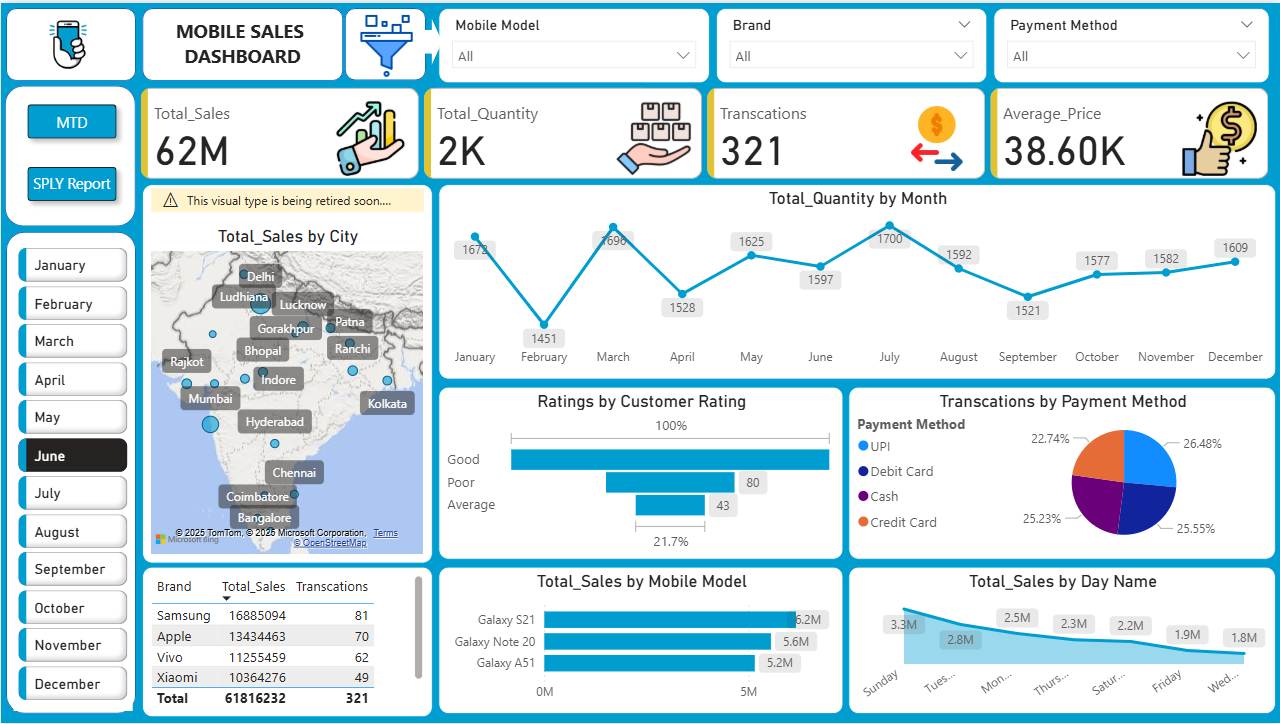 MOBILE SALES
DASHBOARD
Mobile Model
All
Brand
All
Payment Method
All
MTD
SPLY Report
Total_Sales
62M
Total_Quantity
2K
Transcations
321
Average_Price
38.60K
January
February
March
April
May
June
July
August
September
October
November
December
This visual type is being retired soon....
Total_Sales by City
Delhi
Ludhiana
Lucknow
Gorakhpur
Patna
Bhopal
Ranchi
Rajkot
Indore
Mumbai
Kolkata
Hyderabad
Chennai
Coimbatore
Bangalore
© 2025 TomTom, © 2025 Microsoft Corporation, Terms
© OpenStreetMap
Microsoft Bing
Total_Quantity by Month
1672
1451
1696
1528
1625
1597
1700
1592
1521
1577
1582
1609
January February March April May June July August September October November December
Ratings by Customer Rating
100%
Good
Poor 80
Average 43
21.7%
Transcations by Payment Method
Payment Method
UPI
Debit Card
Cash
Credit Card
22.74%
26.48%
25.23%
25.55%
Brand Total_Sales Transcations
Samsung 16885094 81
Apple 13434463 70
Vivo 11255459 62
Xiaomi 10364276 49
Total 61816232 321
Total_Sales by Mobile Model
Galaxy S21 6.2M
Galaxy Note 20 5.6M
Galaxy A51 5.2M
0M 5M
Total_Sales by Day Name
3.3M
2.8M
2.5M
2.3M
2.2M
1.9M
1.8M
Sunday Tues... Mon... Thurs... Satur... Friday Wed...